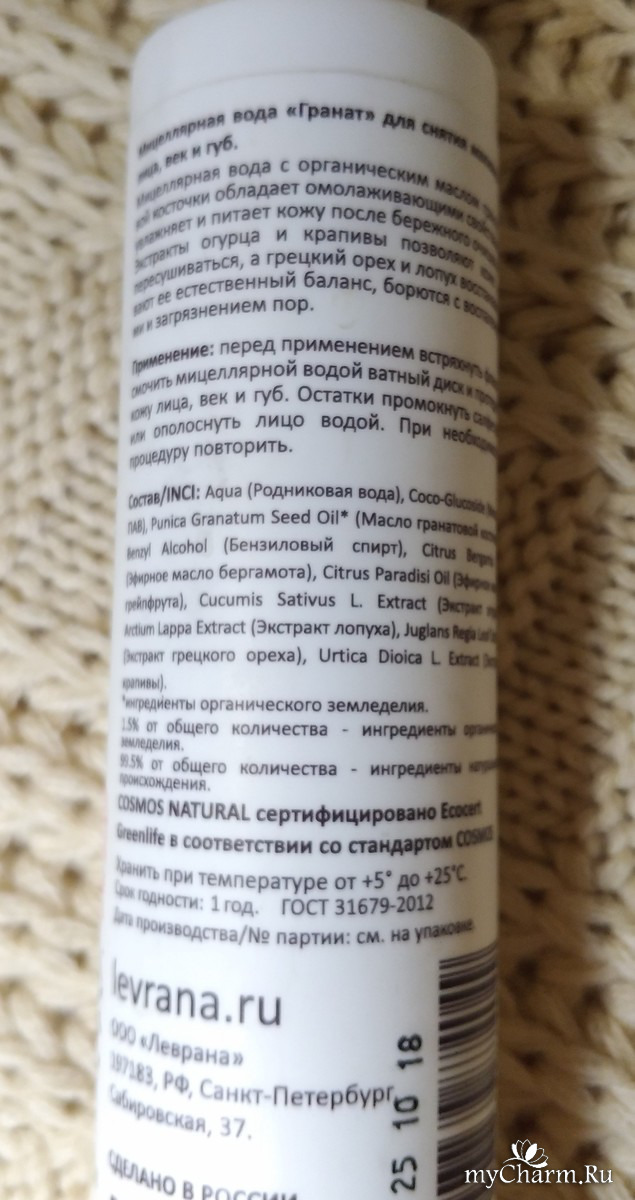 Мицеллярная вода «Гранат» для снятия
лица, век и губ.
Мицеллярная вода с органическим маслом
косточки обладает омолаживающими
увлажняет и питает кожу после бережного
Экстракты огурца и крапивы позволяют
пересушиваться, а грецкий орех и лопух
ее естественный баланс, борются с
и загрязнением пор.
Применение: перед применением встряхнуть
смочить мицеллярной водой ватный диск и
кожу лица, век и губ. Остатки промокнуть
или ополоснуть лицо водой. При
процедуру повторить.
Состав/INCI: Aqua (Родниковая вода), Coco-Glucoside
ПАВ), Punica Granatum Seed Oil* (Масло гранатовой
Benzyl Alcohol (Бензиловый спирт), Citrus
(Эфирное масло бергамота), Citrus Paradisi Oil (Эфирное
грейпфрута), Cucumis Sativus L. Extract (Экстракт
Arctium Lappa Extract (Экстракт лопуха), Juglans Regia Leaf
(Экстракт грецкого ореха), Urtica Dioica L. Extract
крапивы).
*ингредиенты органического земледелия.
1.5% от общего количества - ингредиенты
земледелия.
99.5% от общего количества - ингредиенты
происхождения.
COSMOS NATURAL сертифицировано Ecocert
Greenlife в соответствии со стандартом COSMOS
Хранить при температуре от +5° до +25°C.
Срок годности: 1 год. ГОСТ 31679-2012
Дата производства/№ партии: см. на упаковке.
levrana.ru
ООО «Леврана»
197183, РФ, Санкт-Петербург,
Сабировская, 37.
СДЕЛАНО В РОССИИ
25 10 18
myCharm.Ru